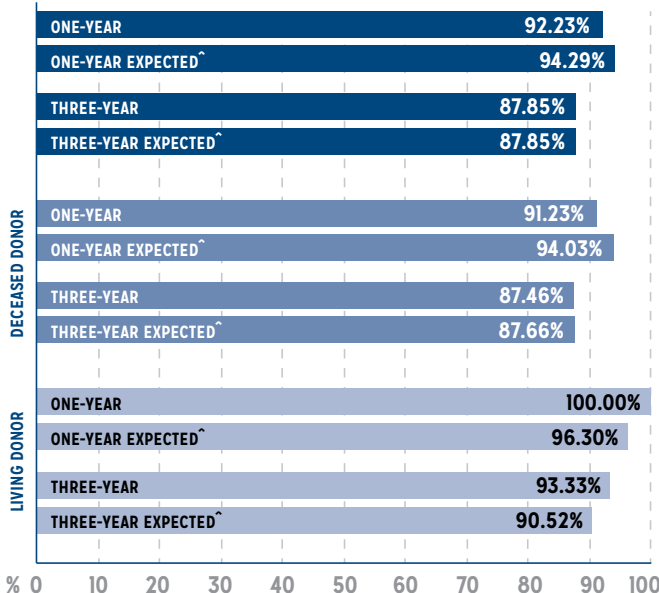 ONE-YEAR 92.23%
ONE-YEAR EXPECTED^ 94.29%
THREE-YEAR 87.85%
THREE-YEAR EXPECTED^ 87.85%
DECEASED DONOR
ONE-YEAR 91.23%
ONE-YEAR EXPECTED^ 94.03%
THREE-YEAR 87.46%
THREE-YEAR EXPECTED^ 87.66%
LIVING DONOR
ONE-YEAR 100.00%
ONE-YEAR EXPECTED^ 96.30%
THREE-YEAR 93.33%
THREE-YEAR EXPECTED^ 90.52%
% 0 10 20 30 40 50 60 70 80 90 100